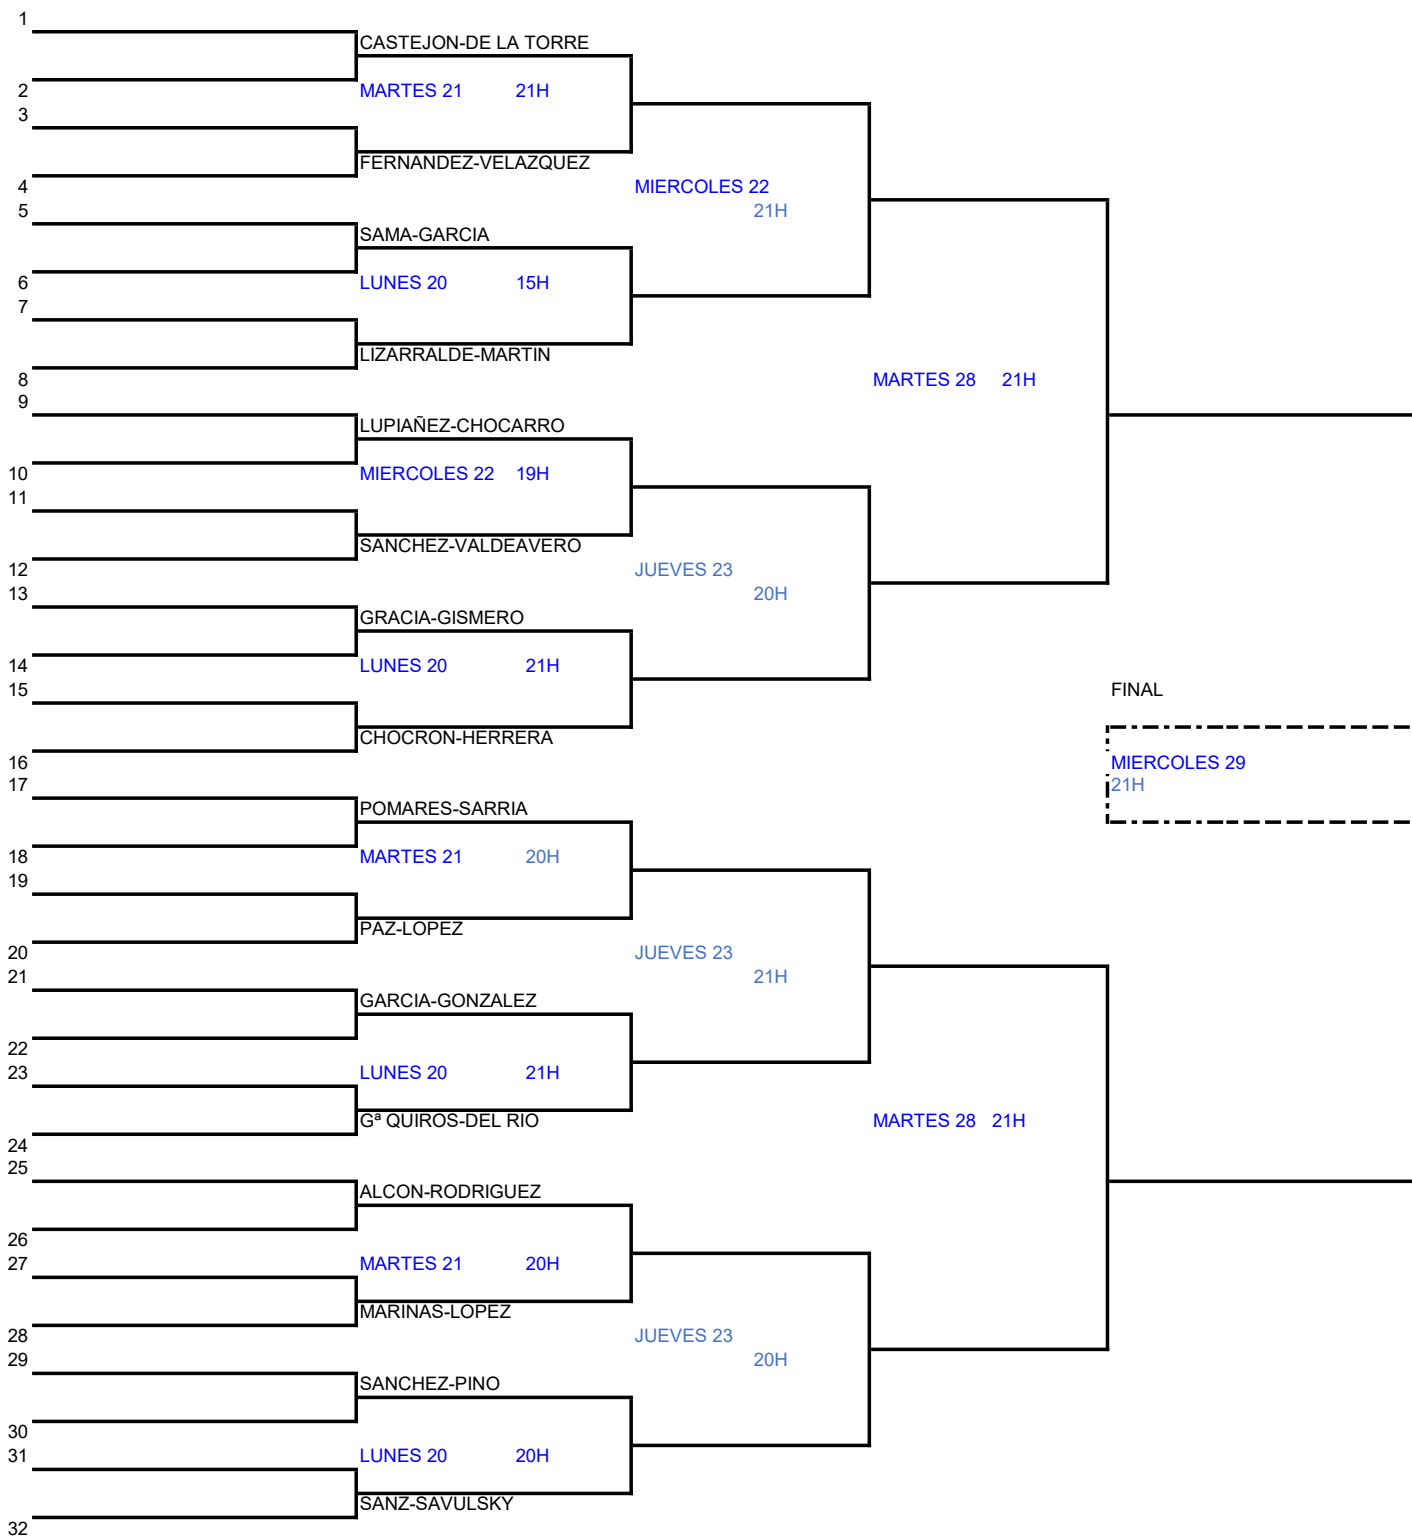 1
CASTEJON-DE LA TORRE
2 MARTES 21 21H
3
FERNANDEZ-VELAZQUEZ
4 MIERCOLES 22
5 21H
SAMA-GARCIA
6 LUNES 20 15H
7
LIZARRALDE-MARTIN
8 MARTES 28 21H
9
LUPIAÑEZ-CHOCARRO
10 MIERCOLES 22 19H
11
SANCHEZ-VALDEAVERO
12 JUEVES 23
13 20H
GRACIA-GISMERO
14 LUNES 20 21H
15 FINAL
CHOCRON-HERRERA
16 MIERCOLES 29
17 21H
POMARES-SARRIA
18 MARTES 21 20H
19
PAZ-LOPEZ
20 JUEVES 23
21 21H
GARCIA-GONZALEZ
22
23 LUNES 20 21H
Gª QUIROS-DEL RIO MARTES 28 21H
24
25
ALCON-RODRIGUEZ
26
27 MARTES 21 20H
MARINAS-LOPEZ
28 JUEVES 23
29 20H
SANCHEZ-PINO
30
31 LUNES 20 20H
SANZ-SAVULSKY
32